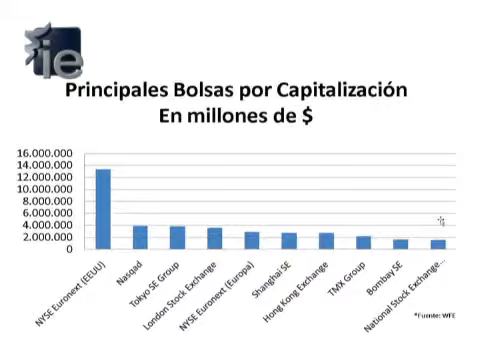 ie
Principales Bolsas por Capitalización
En millones de $
16.000.000
14.000.000
12.000.000
10.000.000
8.000.000
6.000.000
4.000.000
2.000.000
0
NYSE Euronext (EEUU)
Nasqad
Tokyo SE Group
London Stock Exchange
NYSE Euronext (Europa)
Shanghai SE
Hong Kong Exchange
TMX Group
Bombay SE
National Stock Exchange...
*Fuente: WFE